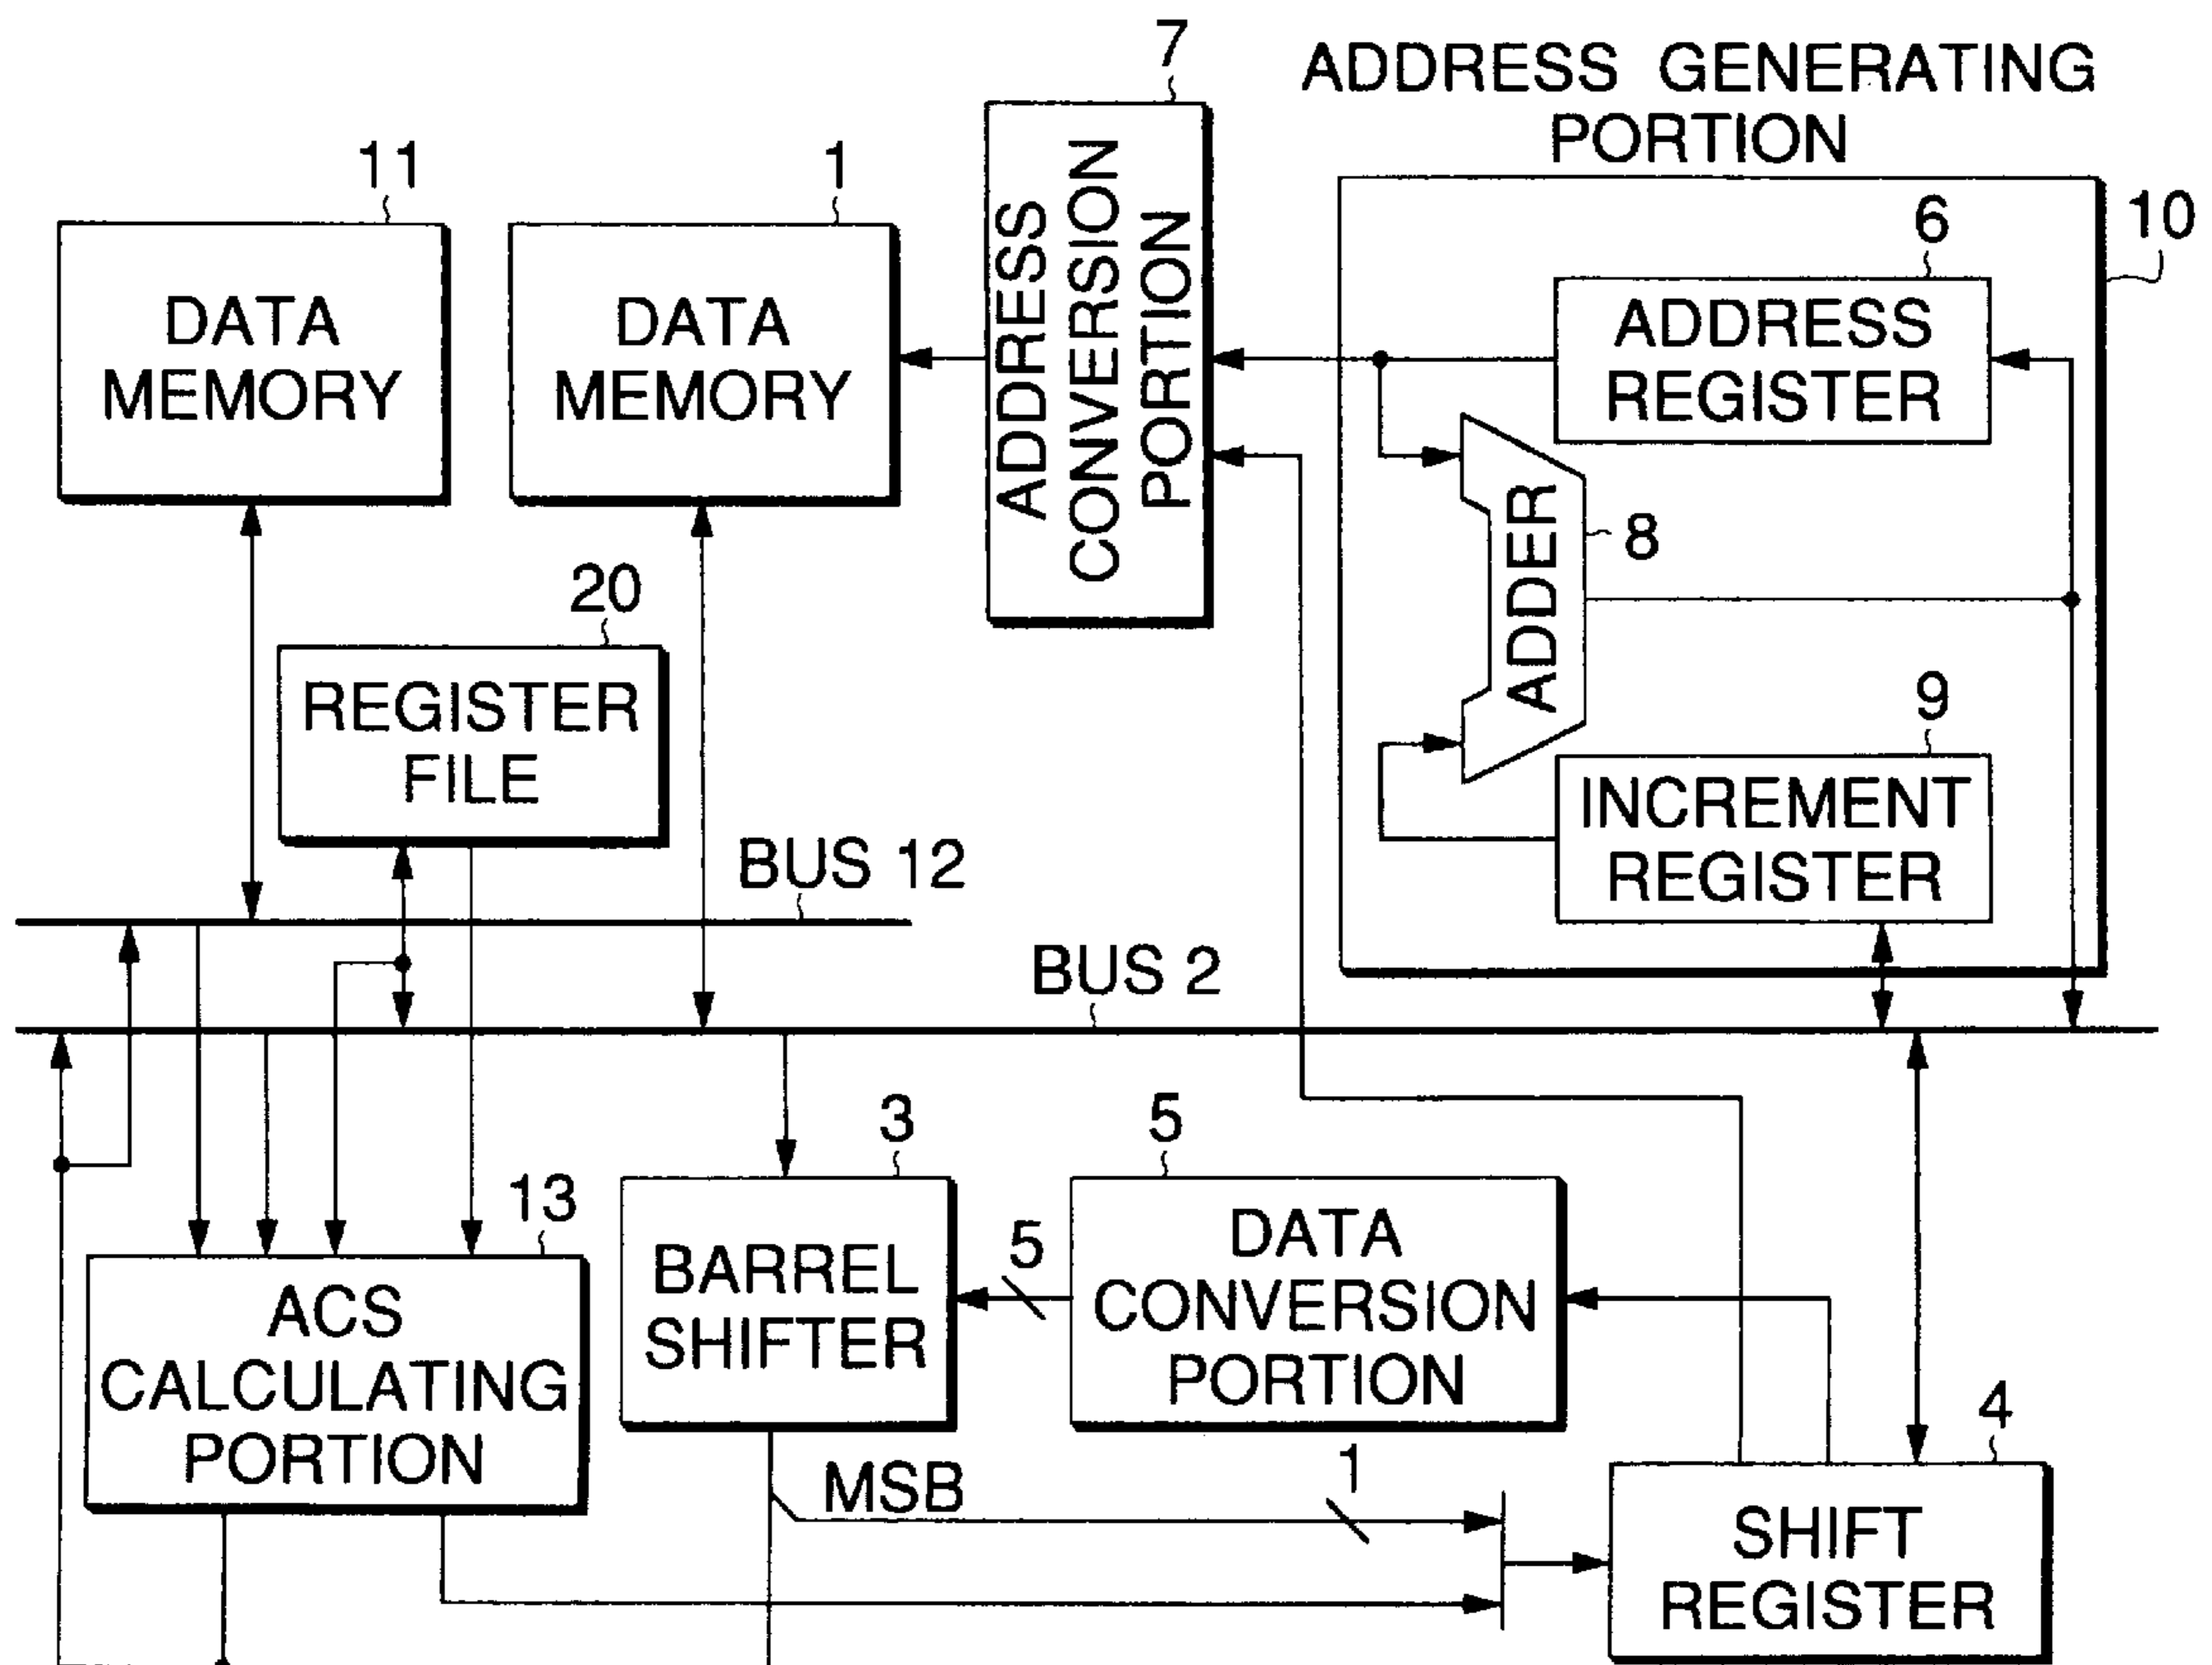 7
ADDRESS GENERATING
PORTION
11
1
ADDRESS
CONVERSION
PORTION
6
10
DATA
MEMORY
DATA
MEMORY
ADDRESS
REGISTER
ADDER
8
20
REGISTER
FILE
9
INCREMENT
REGISTER
BUS 12
BUS 2
3
5
13
5
BARREL
SHIFTER
DATA
CONVERSION
PORTION
ACS
CALCULATING
PORTION
4
MSB
1
SHIFT
REGISTER